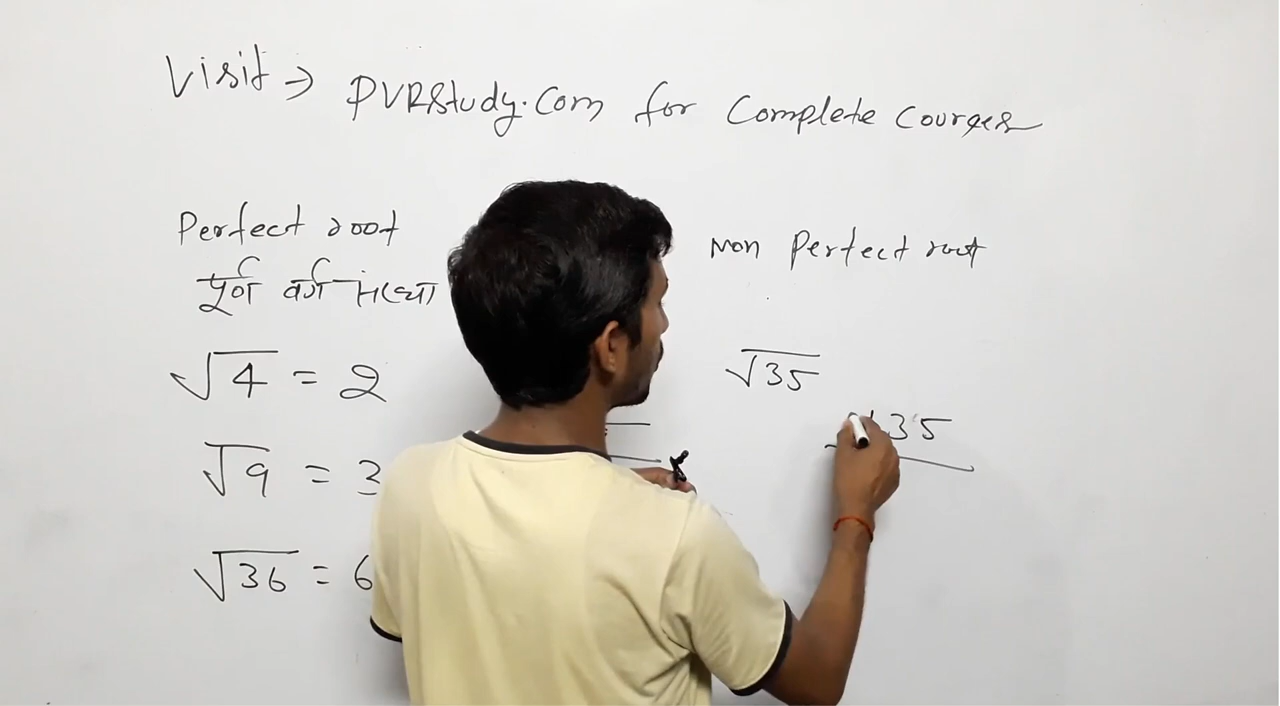 Visit ⇒ PVRStudy.Com for Complete Courses
Perfect root
पूर्ण वर्ग संख्या
√4 = 2
√9 = 3
√36 = 6
Non Perfect root
√35
35